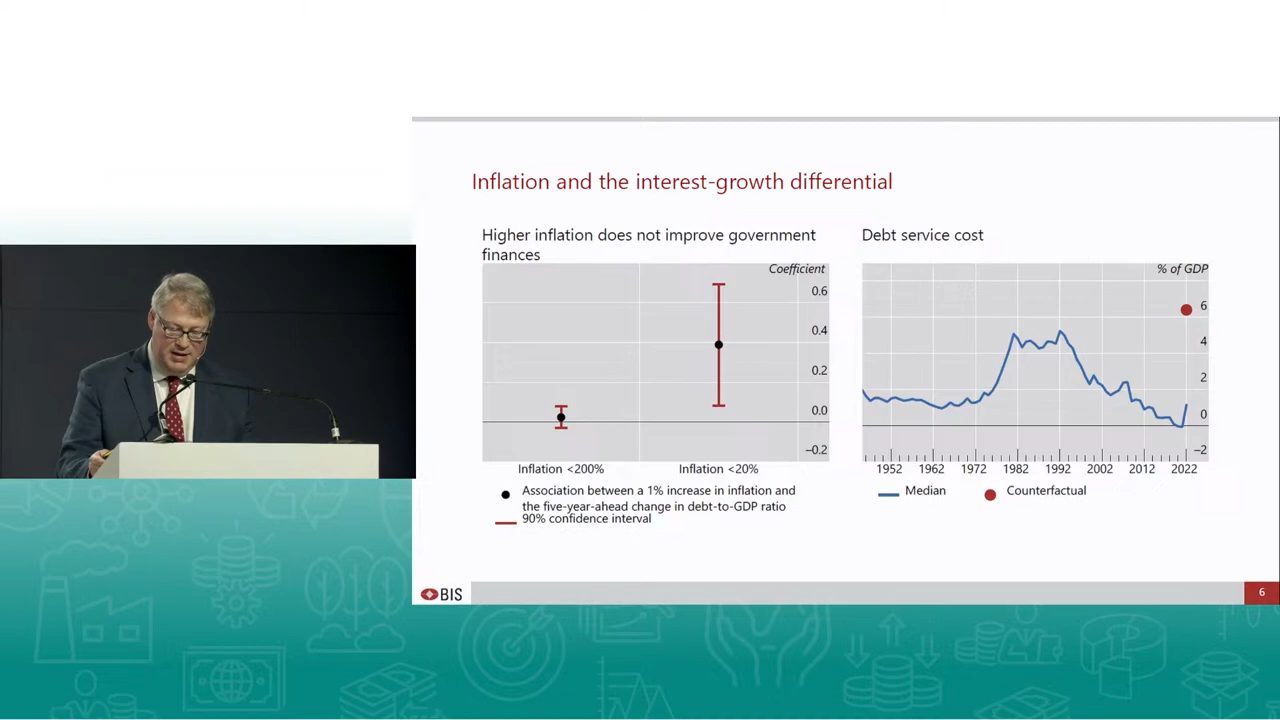 Inflation and the interest-growth differential
Higher inflation does not improve government
finances
Coefficient
0.6
0.4
0.2
0.0
–0.2
Inflation <200%
Inflation <20%
Association between a 1% increase in inflation and
the five-year-ahead change in debt-to-GDP ratio
90% confidence interval
Debt service cost
% of GDP
6
4
2
0
–2
1952 1962 1972 1982 1992 2002 2012 2022
Median
Counterfactual
BIS
6